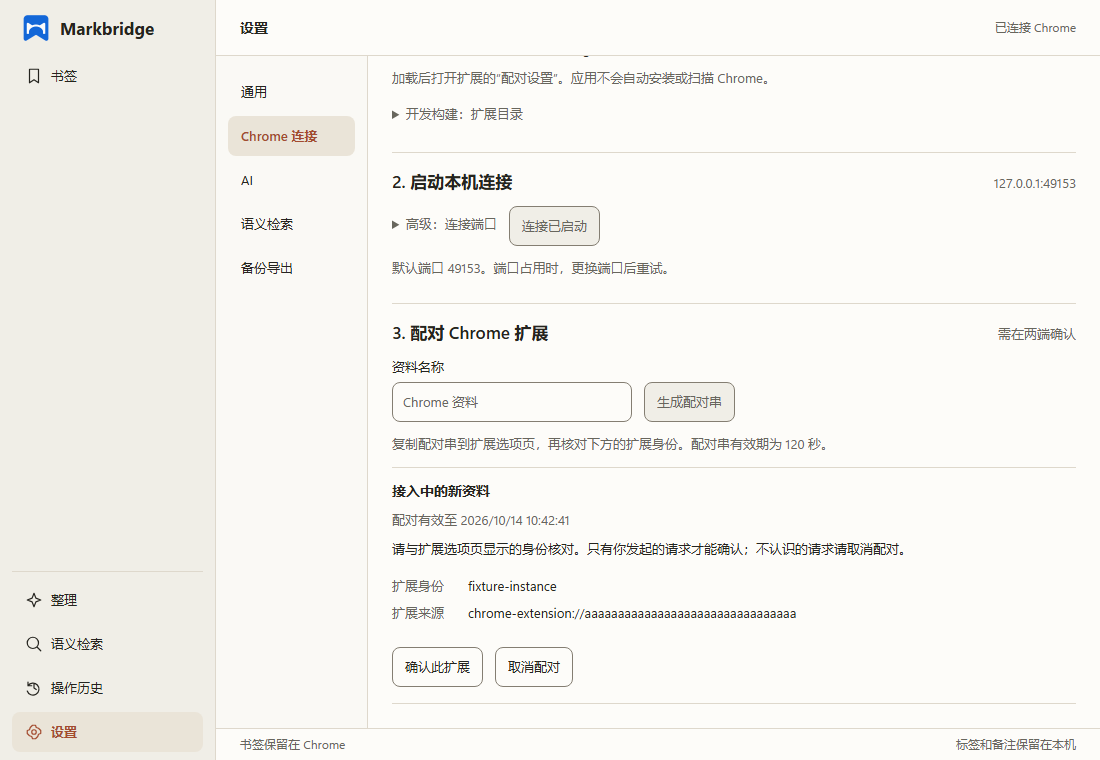 Markbridge
书签
整理
语义检索
操作历史
设置
设置
已连接 Chrome
通用
Chrome 连接
AI
语义检索
备份导出
加载后打开扩展的“配对设置”。应用不会自动安装或扫描 Chrome。
开发构建：扩展目录
2. 启动本机连接
127.0.0.1:49153
高级：连接端口
连接已启动
默认端口 49153。端口占用时，更换端口后重试。
3. 配对 Chrome 扩展
需在两端确认
资料名称
Chrome 资料
生成配对串
复制配对串到扩展选项页，再核对下方的扩展身份。配对串有效期为 120 秒。
接入中的新资料
配对有效至 2026/10/14 10:42:41
请与扩展选项页显示的身份核对。只有你发起的请求才能确认；不认识的请求请取消配对。
扩展身份 fixture-instance
扩展来源 chrome-extension://aaaaaaaaaaaaaaaaaaaaaaaaaaaaaaaa
确认此扩展
取消配对
书签保留在 Chrome
标签和备注保留在本机